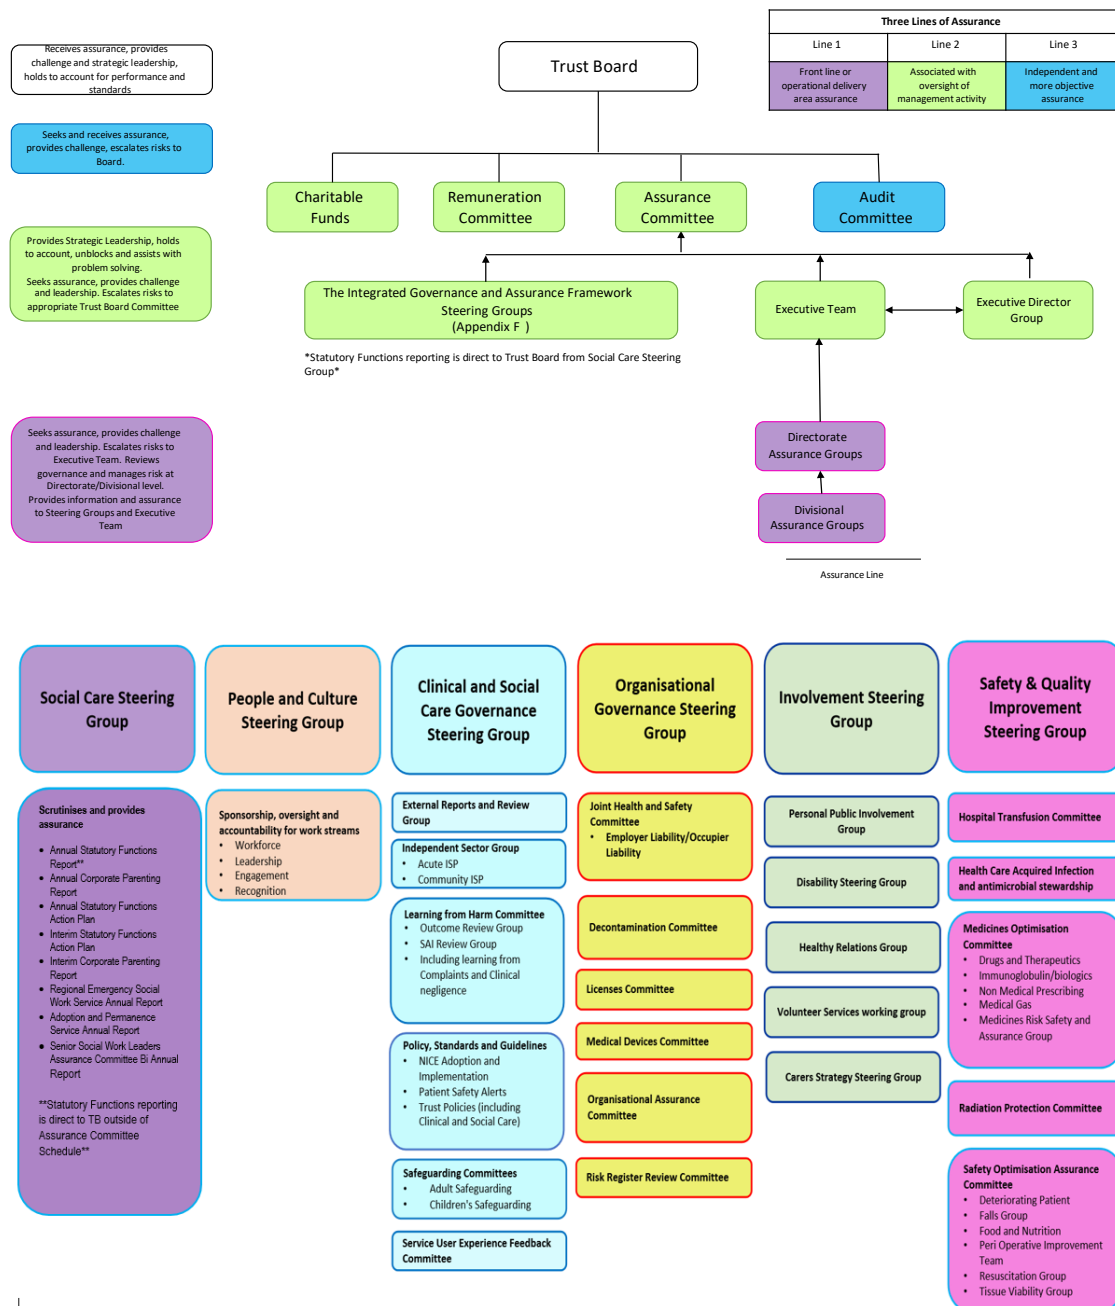 Three Lines of Assurance
Line 1
Line 2
Line 3
Front line or
operational delivery
area assurance
Associated with
oversight of
management activity
Independent and
more objective
assurance
Receives assurance, provides
challenge and strategic leadership,
holds to account for performance and
standards
Trust Board
Seeks and receives assurance,
provides challenge, escalates risks to
Board.
Charitable
Funds
Remuneration
Committee
Assurance
Committee
Audit
Committee
Provides Strategic Leadership, holds
to account, unblocks and assists with
problem solving.
Seeks assurance, provides challenge
and leadership. Escalates risks to
appropriate Trust Board Committee
The Integrated Governance and Assurance Framework
Steering Groups
(Appendix F )
Executive Team
Executive Director
Group
*Statutory Functions reporting is direct to Trust Board from Social Care Steering
Group*
Seeks assurance, provides challenge
and leadership. Escalates risks to
Executive Team. Reviews
governance and manages risk at
Directorate/Divisional level.
Provides information and assurance
to Steering Groups and Executive
Team
Directorate
Assurance Groups
Divisional
Assurance Groups
Assurance Line
Social Care Steering
Group
People and Culture
Steering Group
Clinical and Social
Care Governance
Steering Group
Organisational
Governance Steering
Group
Involvement Steering
Group
Safety & Quality
Improvement
Steering Group
Scrutinises and provides
assurance
• Annual Statutory Functions
Report**
• Annual Corporate Parenting
Report
• Annual Statutory Functions
Action Plan
• Interim Statutory Functions
Action Plan
• Interim Corporate Parenting
Report
• Regional Emergency Social
Work Service Annual Report
• Adoption and Permanence
Service Annual Report
• Senior Social Work Leaders
Assurance Committee Bi Annual
Report
**Statutory Functions reporting
is direct to TB outside of
Assurance Committee
Schedule**
Sponsorship, oversight and
accountability for work streams
• Workforce
• Leadership
• Engagement
• Recognition
External Reports and Review
Group
Independent Sector Group
• Acute ISP
• Community ISP
Learning from Harm Committee
• Outcome Review Group
• SAI Review Group
• Including learning from
Complaints and Clinical
negligence
Policy, Standards and Guidelines
• NICE Adoption and
Implementation
• Patient Safety Alerts
• Trust Policies (including
Clinical and Social Care)
Safeguarding Committees
• Adult Safeguarding
• Children's Safeguarding
Service User Experience Feedback
Committee
Joint Health and Safety
Committee
• Employer Liability/Occupier
Liability
Decontamination Committee
Licenses Committee
Medical Devices Committee
Organisational Assurance
Committee
Risk Register Review Committee
Personal Public Involvement
Group
Disability Steering Group
Healthy Relations Group
Volunteer Services working group
Carers Strategy Steering Group
Hospital Transfusion Committee
Health Care Acquired Infection
and antimicrobial stewardship
Medicines Optimisation
Committee
• Drugs and Therapeutics
• Immunoglobulin/biologics
• Non Medical Prescribing
• Medical Gas
• Medicines Risk Safety and
Assurance Group
Radiation Protection Committee
Safety Optimisation Assurance
Committee
• Deteriorating Patient
• Falls Group
• Food and Nutrition
• Peri Operative Improvement
Team
• Resuscitation Group
• Tissue Viability Group